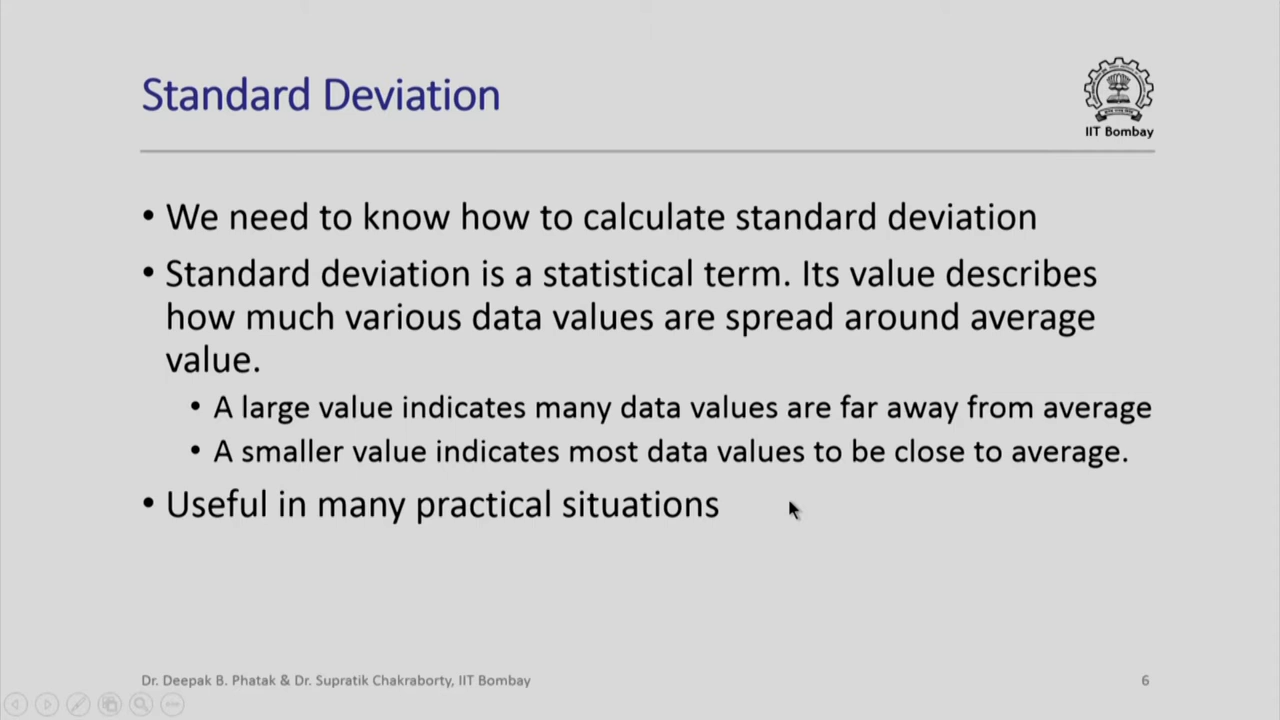 Standard Deviation
IIT Bombay
• We need to know how to calculate standard deviation
• Standard deviation is a statistical term. Its value describes
how much various data values are spread around average
value.
• A large value indicates many data values are far away from average
• A smaller value indicates most data values to be close to average.
• Useful in many practical situations
Dr. Deepak B. Phatak & Dr. Supratik Chakraborty, IIT Bombay
6